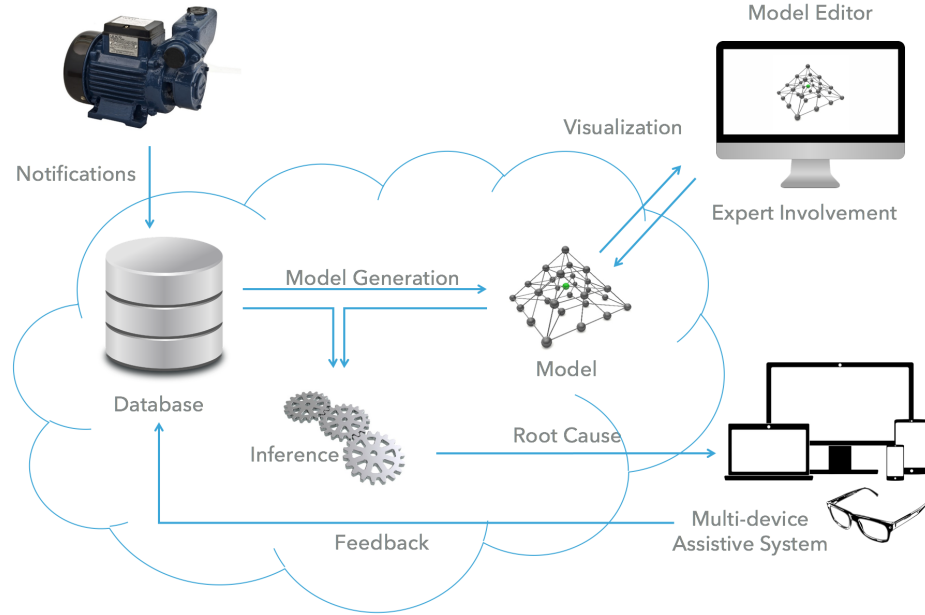 Model Editor
Visualization
Notifications
Expert Involvement
Model Generation
Model
Database
Root Cause
Inference
Multi-device
Assistive System
Feedback